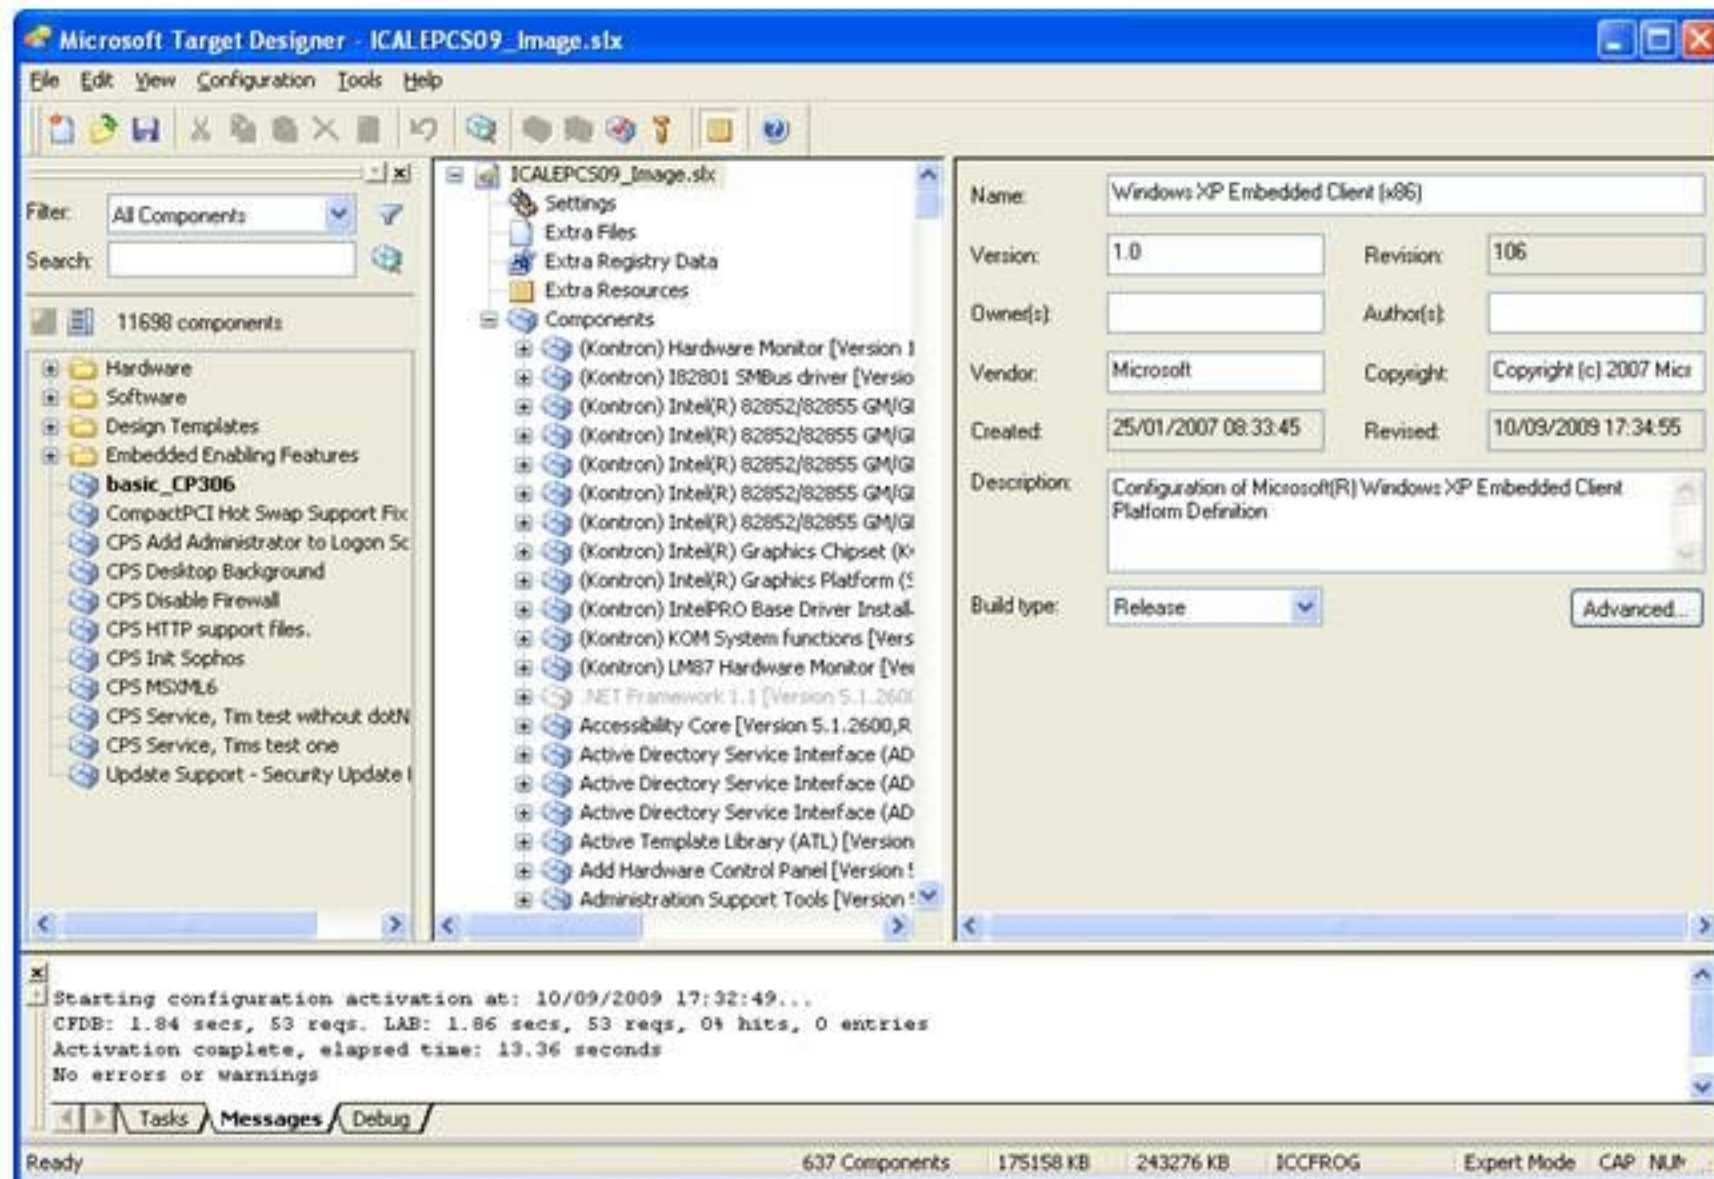 Microsoft Target Designer - ICALEPCS09_Image.slx
File Edit View Configuration Tools Help
Filter: All Components
Search:
11698 components
Hardware
Software
Design Templates
Embedded Enabling Features
basic_CP306
CompactPCI Hot Swap Support Fix
CPS Add Administrator to Logon Sc
CPS Desktop Background
CPS Disable Firewall
CPS HTTP support files.
CPS Init Sophos
CPS MSXML6
CPS Service, Tim test without dotN
CPS Service, Tims test one
Update Support - Security Update
ICALEPCS09_Image.slx
Settings
Extra Files
Extra Registry Data
Extra Resources
Components
(Kontron) Hardware Monitor [Version 1
(Kontron) I82801 SMBus driver [Versio
(Kontron) Intel(R) 82852/82855 GM/G
(Kontron) Intel(R) 82852/82855 GM/G
(Kontron) Intel(R) 82852/82855 GM/G
(Kontron) Intel(R) 82852/82855 GM/G
(Kontron) Intel(R) 82852/82855 GM/G
(Kontron) Intel(R) Graphics Chipset (K
(Kontron) Intel(R) Graphics Platform (S
(Kontron) IntelPRO Base Driver Install
(Kontron) KOM System functions [Vers
(Kontron) LM87 Hardware Monitor [Ve
.NET Framework 1.1 [Version 5.1.260
Accessibility Core [Version 5.1.2600,R
Active Directory Service Interface (AD
Active Directory Service Interface (AD
Active Directory Service Interface (AD
Active Template Library (ATL) [Version
Add Hardware Control Panel [Version
Administration Support Tools [Version
Name: Windows XP Embedded Client (x86)
Version: 1.0 Revision: 106
Owner(s): Author(s):
Vendor: Microsoft Copyright: Copyright (c) 2007 Micr
Created: 25/01/2007 08:33:45 Revised: 10/09/2009 17:34:55
Description: Configuration of Microsoft(R) Windows XP Embedded Client
Platform Definition
Build type: Release Advanced...
Starting configuration activation at: 10/09/2009 17:32:49...
CFDB: 1.84 secs, 53 reqs. LAB: 1.86 secs, 53 reqs, 0% hits, 0 entries
Activation complete, elapsed time: 13.36 seconds
No errors or warnings
Tasks Messages Debug
Ready 637 Components 175158 KB 243276 KB ICCFROG Expert Mode CAP NUM